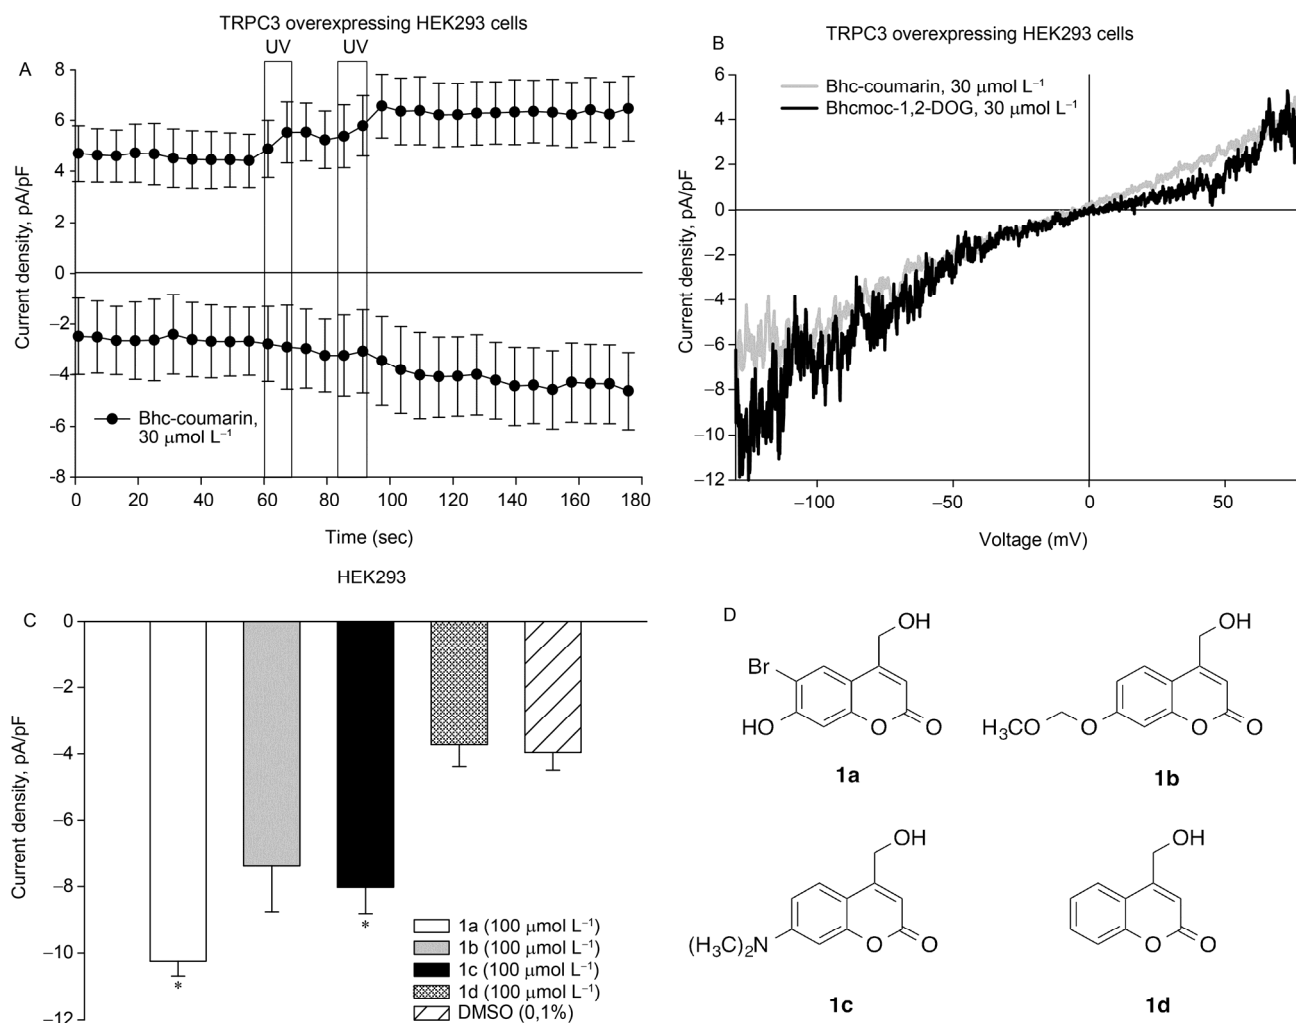 TRPC3 overexpressing HEK293 cells
UV
UV
A
8
6
4
2
0
−2
−4
−6
-8
Current density, pA/pF
Bhc-coumarin,
30 µmol L⁻¹
0
20
40
60
80
100
120
140
160
180
Time (sec)
TRPC3 overexpressing HEK293 cells
B
Bhc-coumarin, 30 µmol L⁻¹
Bhcmoc-1,2-DOG, 30 µmol L⁻¹
6
4
2
0
−2
−4
−6
−8
−10
−12
Current density, pA/pF
−100
−50
0
50
Voltage (mV)
HEK293
C
0
−2
−4
−6
−8
−10
−12
Current density, pA/pF
*
*
1a (100 µmol L⁻¹)
1b (100 µmol L⁻¹)
1c (100 µmol L⁻¹)
1d (100 µmol L⁻¹)
DMSO (0,1%)
D
OH
Br
HO
O
O
1a
OH
H₃CO
O
O
O
1b
OH
(H₃C)₂N
O
O
1c
OH
O
O
1d